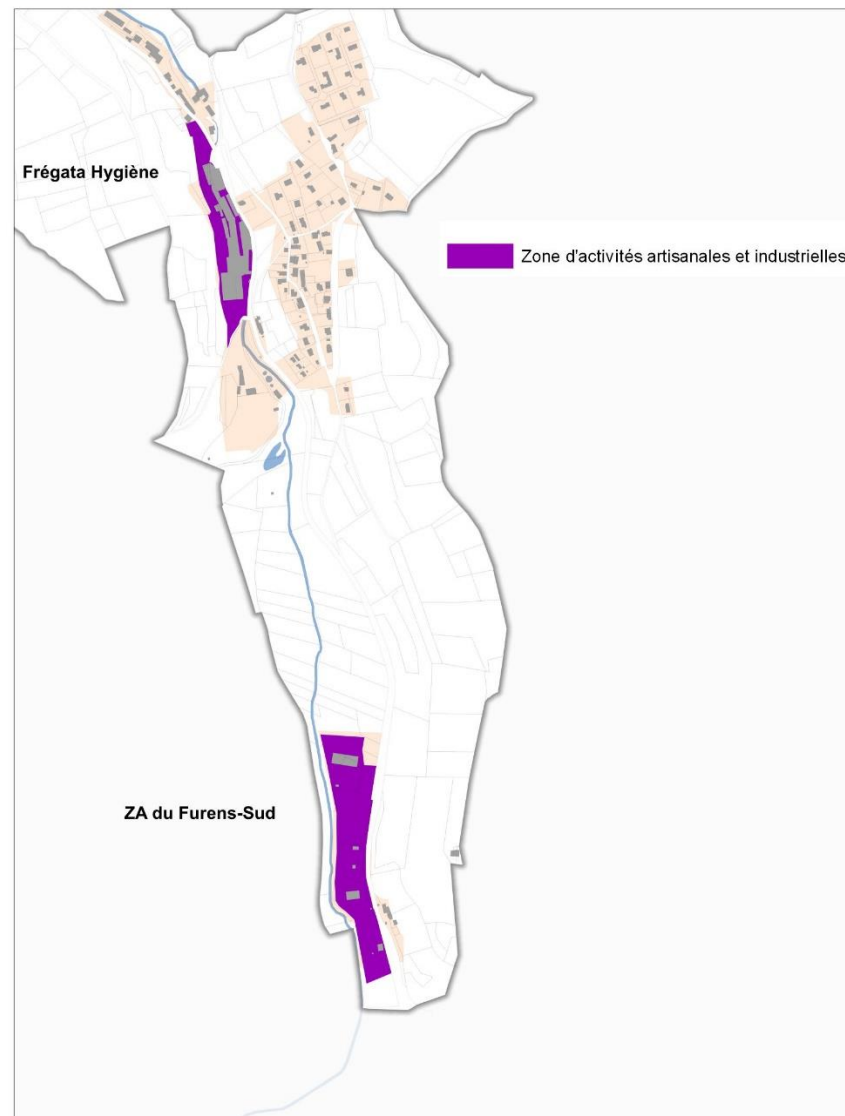 Frégata Hygiène
Zone d'activités artisanales et industrielles
ZA du Furens-Sud